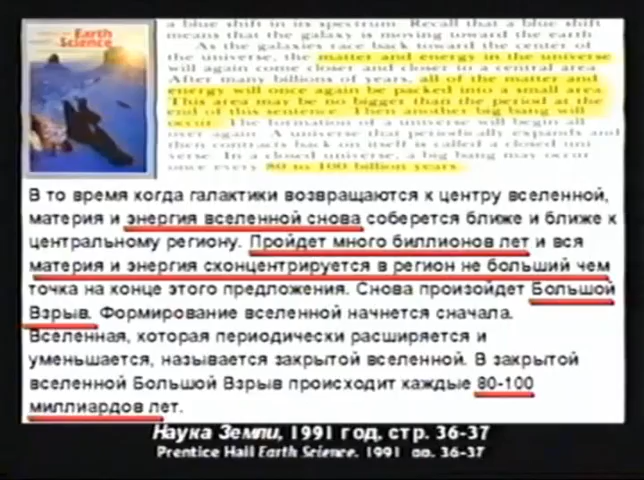 Earth
Science
a blue shift in its spectrum. Recall that a blue shift
means that the galaxy is moving toward the earth
As the galaxies race back toward the center of
the universe, the matter and energy in the universe
will again come closer and closer to a central area.
After many billions of years, all of the matter and
energy will once again be packed into a small area.
This area may be no bigger than the period at the
end of this sentence. Then another big bang will
occur. The formation of a universe will begin all
over again. A universe that periodically expands and
then contracts back on itself is called a closed uni-
verse. In a closed universe, a big bang may occur
once every 80 to 100 billion years.
В то время когда галактики возвращаются к центру вселенной,
материя и энергия вселенной снова соберется ближе и ближе к
центральному региону. Пройдет много биллионов лет и вся
материя и энергия сконцентрируется в регион не больший чем
точка на конце этого предложения. Снова произойдет Большой
Взрыв. Формирование вселенной начнется сначала.
Вселенная, которая периодически расширяется и
уменьшается, называется закрытой вселенной. В закрытой
вселенной Большой Взрыв происходит каждые 80-100
миллиардов лет.
Наука Земли, 1991 год, стр. 36-37
Prentice Hall Earth Science, 1991 pp. 36-37